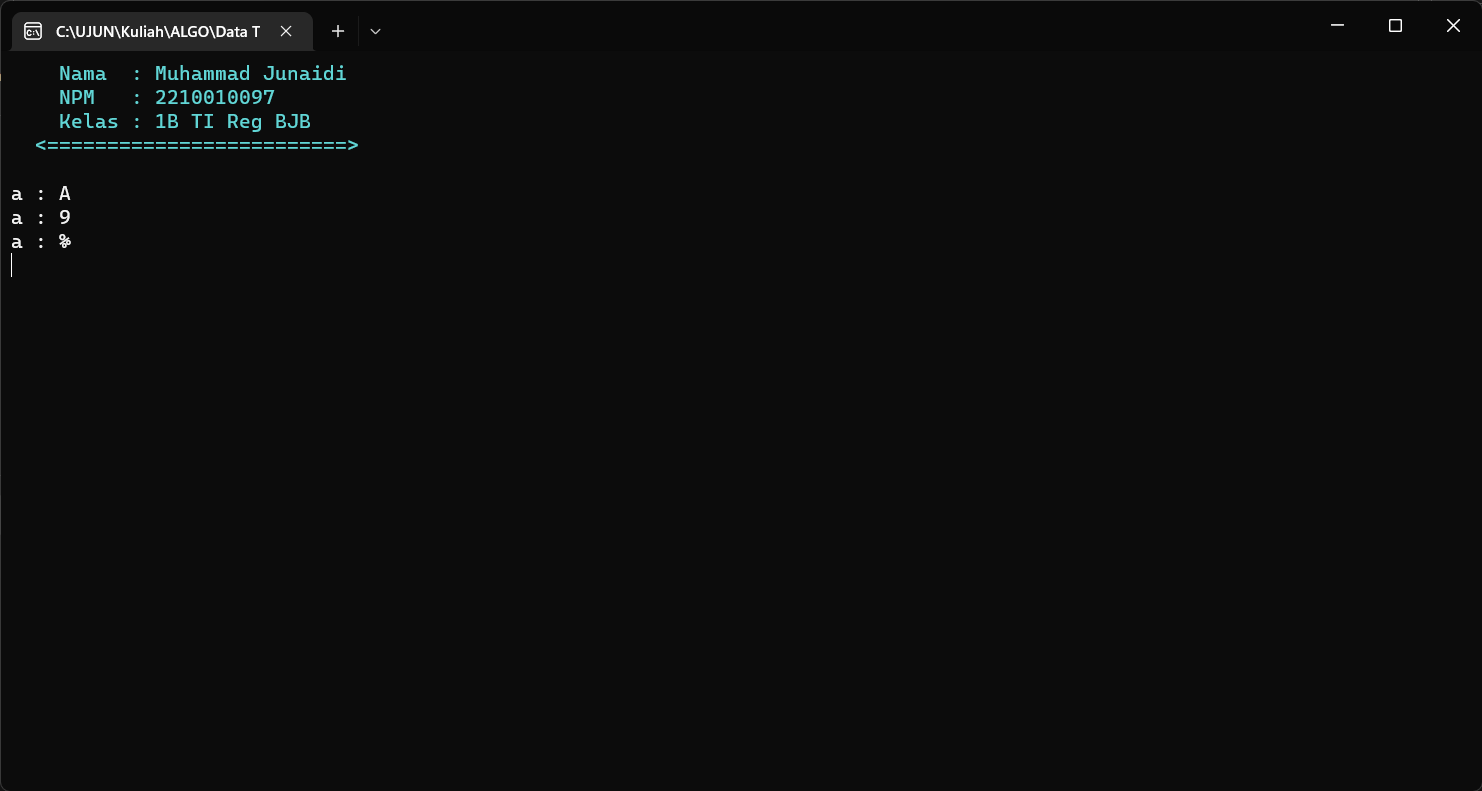 C:\UJUN\Kuliah\ALGO\Data T
Nama : Muhammad Junaidi
NPM : 2210010097
Kelas : 1B TI Reg BJB
<=========================>
a : A
a : 9
a : %